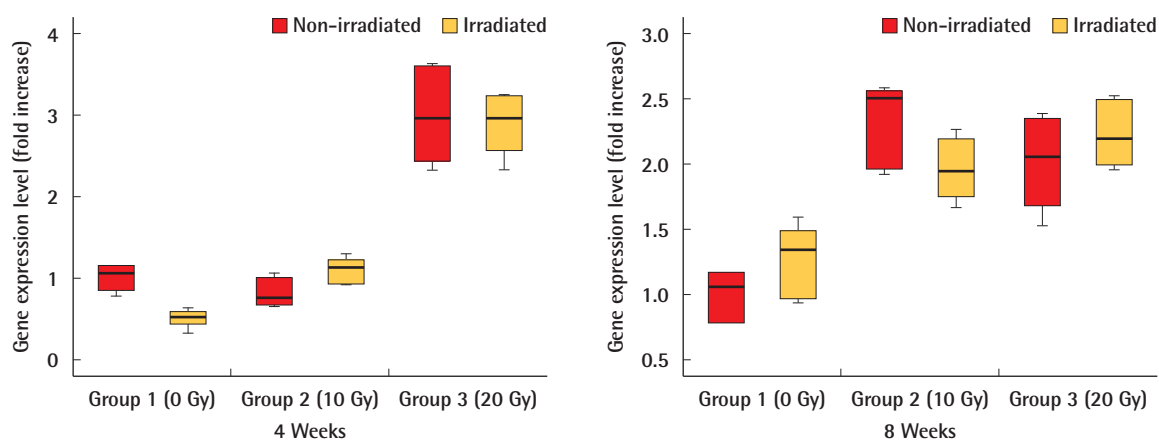 Gene expression level (fold increase)
Non-irradiated Irradiated
4
3
2
1
0
Group 1 (0 Gy) Group 2 (10 Gy) Group 3 (20 Gy)
4 Weeks
Gene expression level (fold increase)
Non-irradiated Irradiated
3.0
2.5
2.0
1.5
1.0
0.5
Group 1 (0 Gy) Group 2 (10 Gy) Group 3 (20 Gy)
8 Weeks